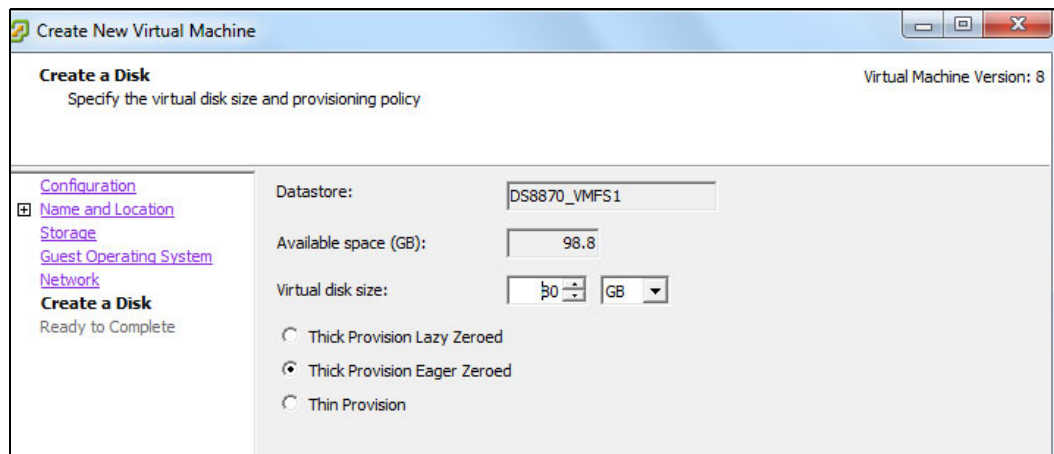 Create New Virtual Machine
Create a Disk
Specify the virtual disk size and provisioning policy
Virtual Machine Version: 8
Configuration
Name and Location
Storage
Guest Operating System
Network
Create a Disk
Ready to Complete
Datastore: DS8870_VMFS1
Available space (GB): 98.8
Virtual disk size: GB
Thick Provision Lazy Zeroed
Thick Provision Eager Zeroed
Thin Provision